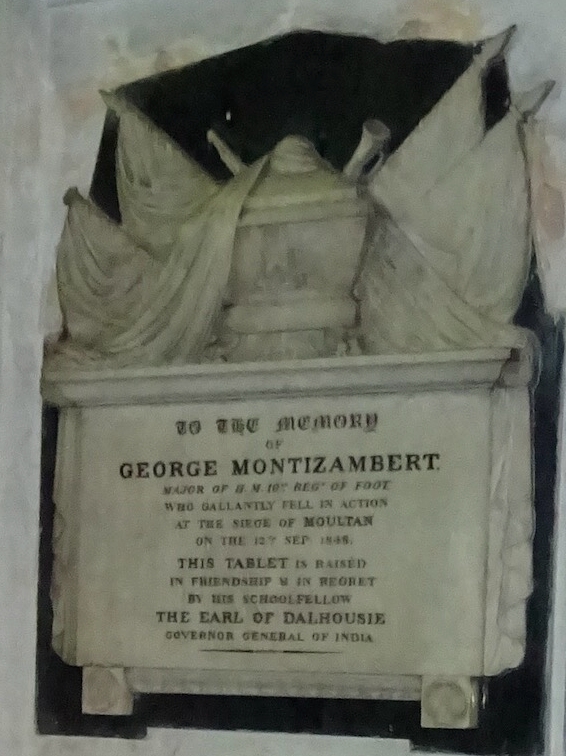 TO THE MEMORY
OF
GEORGE MONTIZAMBERT.
MAJOR OF H. M. 10TH REGT OF FOOT
WHO GALLANTLY FELL IN ACTION
AT THE SIEGE OF MOULTAN
ON THE 12TH SEP. 1848.
THIS TABLET IS RAISED
IN FRIENDSHIP & IN REGRET
BY HIS SCHOOLFELLOW
THE EARL OF DALHOUSIE
GOVERNOR GENERAL OF INDIA